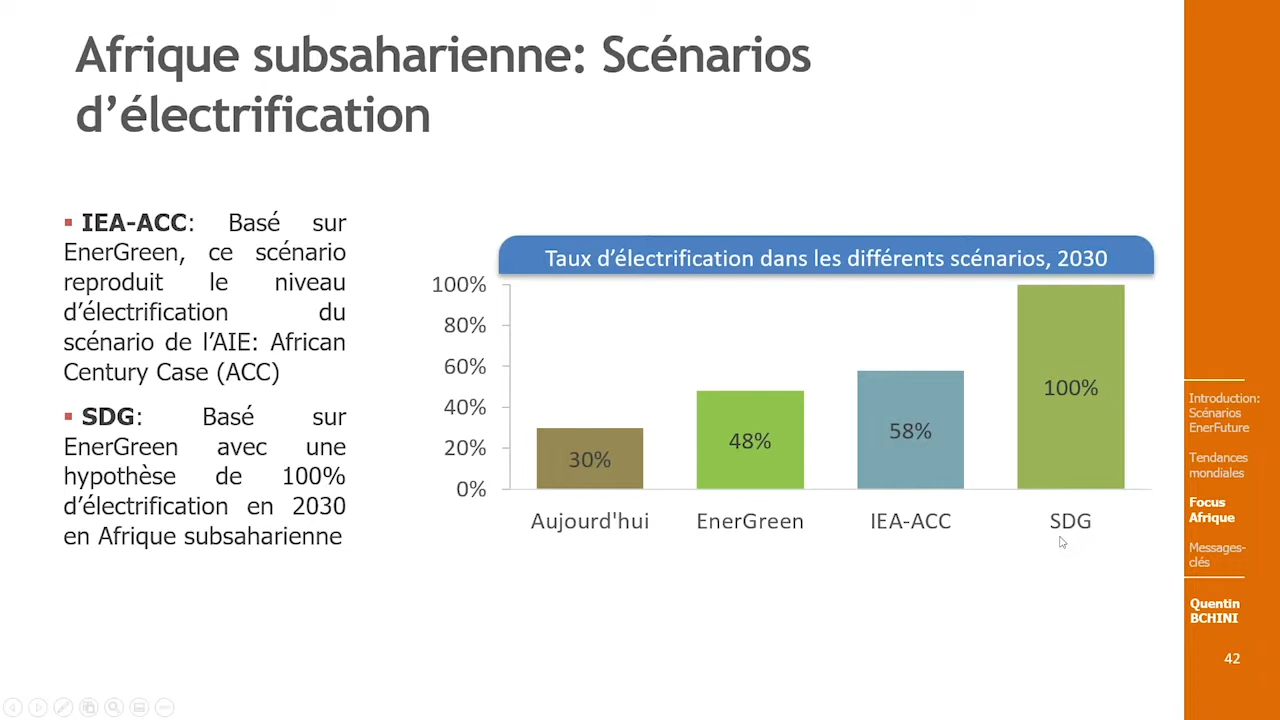 Afrique subsaharienne: Scénarios
d’électrification
▪ IEA-ACC: Basé sur
EnerGreen, ce scénario
reproduit le niveau
d’électrification du
scénario de l’AIE: African
Century Case (ACC)
▪ SDG: Basé sur
EnerGreen avec une
hypothèse de 100%
d’électrification en 2030
en Afrique subsaharienne
Taux d’électrification dans les différents scénarios, 2030
100%
80%
60%
40%
20%
0%
30%
48%
58%
100%
Aujourd'hui
EnerGreen
IEA-ACC
SDG
Introduction:
Scénarios
EnerFuture
Tendances
mondiales
Focus
Afrique
Messages-
clés
Quentin
BCHINI
42